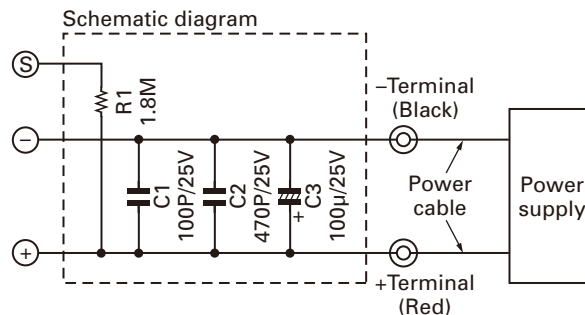 Schematic diagram
S
R1
1.8M
−Terminal
(Black)
−
C1
100P/25V
C2
470P/25V
+
C3
100μ/25V
Power
cable
Power
supply
+
+Terminal
(Red)